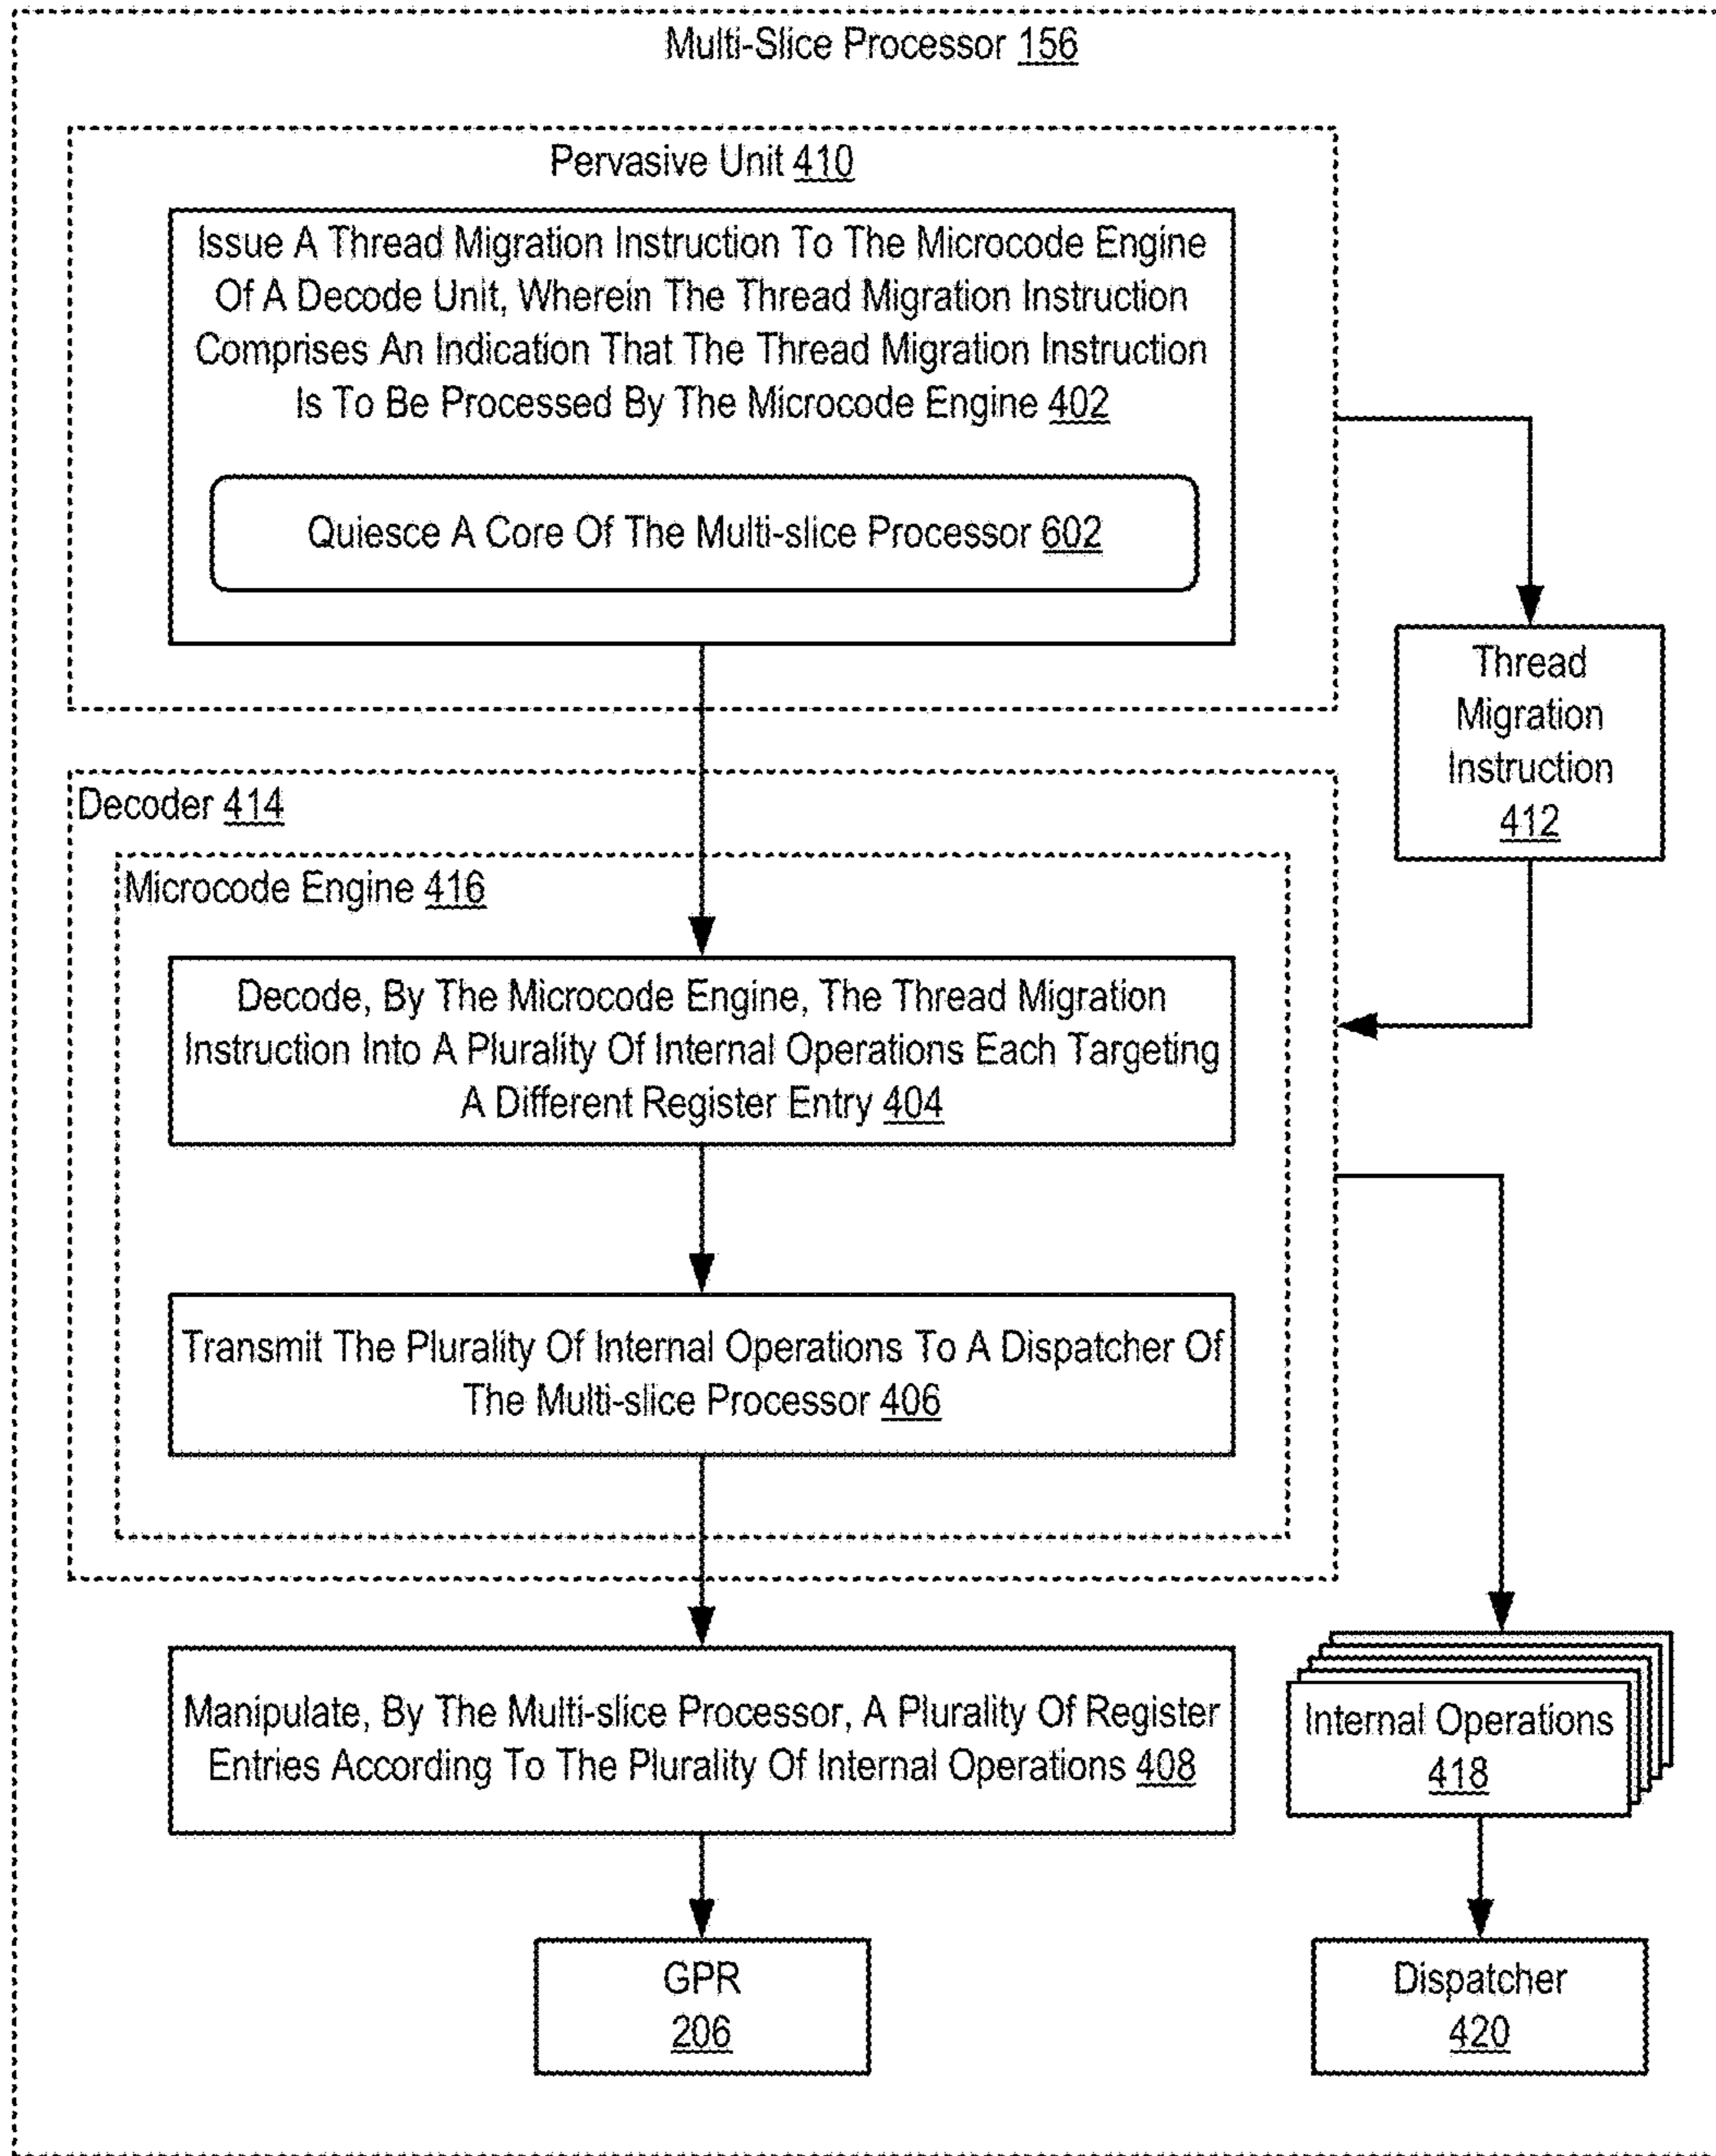 Multi-Slice Processor 156
Pervasive Unit 410
Issue A Thread Migration Instruction To The Microcode Engine
Of A Decode Unit, Wherein The Thread Migration Instruction
Comprises An Indication That The Thread Migration Instruction
Is To Be Processed By The Microcode Engine 402
Quiesce A Core Of The Multi-slice Processor 602
Thread
Migration
Instruction
412
Decoder 414
Microcode Engine 416
Decode, By The Microcode Engine, The Thread Migration
Instruction Into A Plurality Of Internal Operations Each Targeting
A Different Register Entry 404
Transmit The Plurality Of Internal Operations To A Dispatcher Of
The Multi-slice Processor 406
Manipulate, By The Multi-slice Processor, A Plurality Of Register
Entries According To The Plurality Of Internal Operations 408
Internal Operations
418
GPR
206
Dispatcher
420